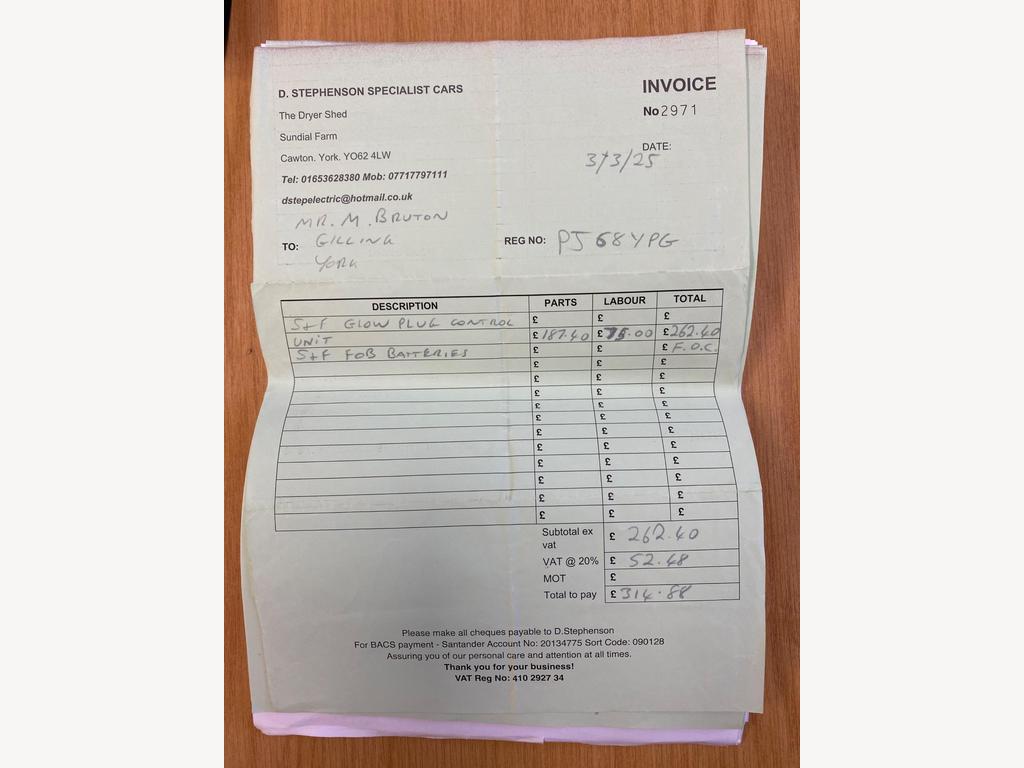 D. STEPHENSON SPECIALIST CARS
The Dryer Shed
Sundial Farm
Cawton. York. YO62 4LW
Tel: 01653628380 Mob: 07717797111
dstepelectric@hotmail.co.uk
INVOICE
No 2971
DATE:
3/3/25
MR. M. BRUTON
TO: GILLING
YORK
REG NO: PJ68YPG
DESCRIPTION PARTS LABOUR TOTAL
S+F GLOW PLUG CONTROL £ £ £
UNIT £187.40 £75.00 £262.40
S+F FOB BATTERIES £ £ £ F.O.C.
£ £ £
£ £ £
£ £ £
£ £ £
£ £ £
£ £ £
£ £ £
£ £ £
£ £ £
£ £ £
£ £ £
Subtotal ex vat £ 262.40
VAT @ 20% £ 52.48
MOT £
Total to pay £ 314.88
Please make all cheques payable to D.Stephenson
For BACS payment - Santander Account No: 20134775 Sort Code: 090128
Assuring you of our personal care and attention at all times.
Thank you for your business!
VAT Reg No: 410 2927 34